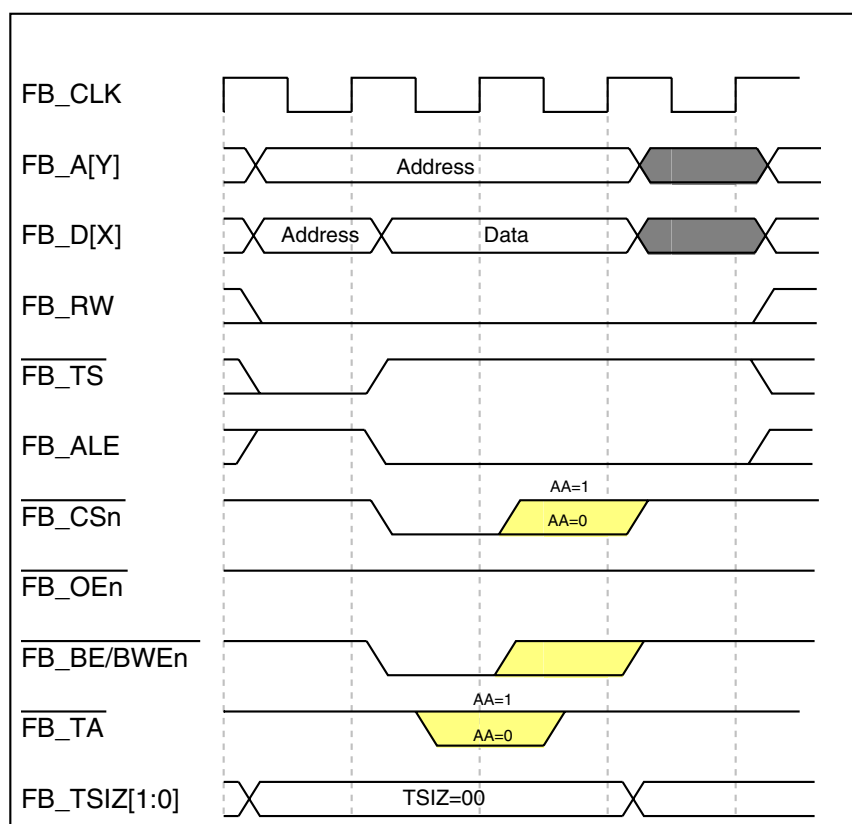 FB_CLK
FB_A[Y]
Address
FB_D[X]
Address
Data
FB_RW
FB_TS
FB_ALE
AA=1
FB_CSn
AA=0
FB_OEn
FB_BE/BWEn
AA=1
FB_TA
AA=0
FB_TSIZ[1:0]
TSIZ=00